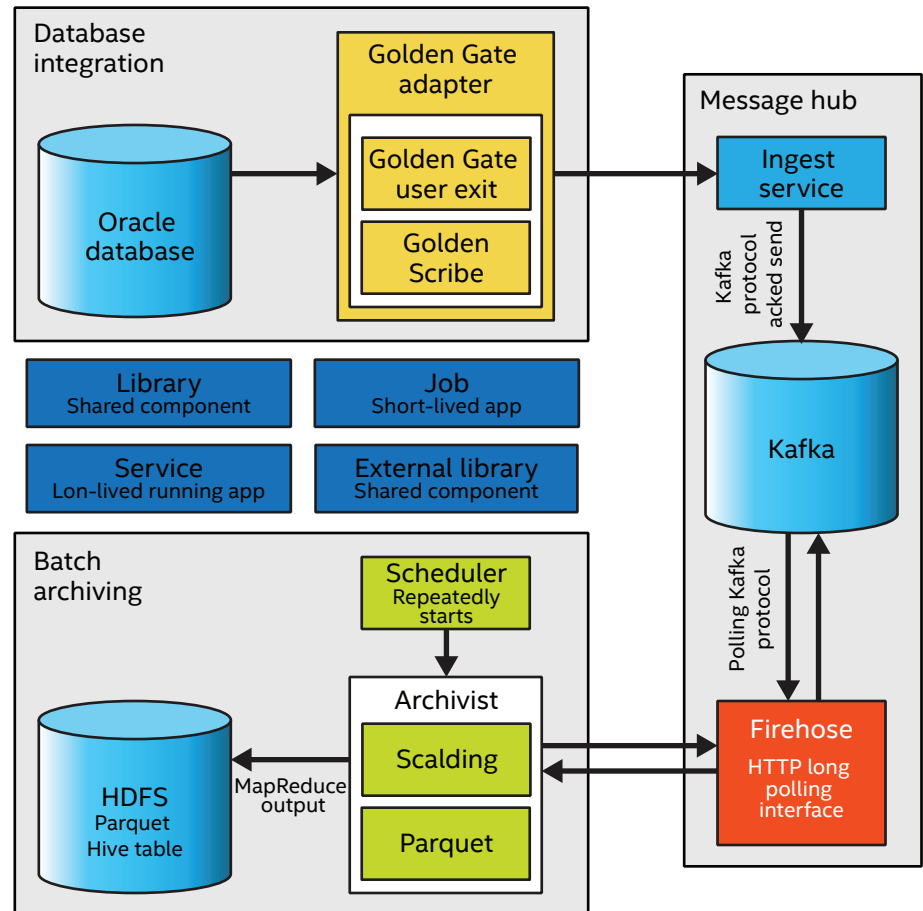 Database
integration
Golden Gate
adapter
Golden Gate
user exit
Golden
Scribe
Oracle
database
Message hub
Ingest
service
Kafka
protocol
acked send
Kafka
Polling Kafka
protocol
Firehose
HTTP long
polling
interface
Library
Shared component
Job
Short-lived app
Service
Lon-lived running app
External library
Shared component
Batch
archiving
Scheduler
Repeatedly
starts
Archivist
Scalding
Parquet
MapReduce
output
HDFS
Parquet
Hive table